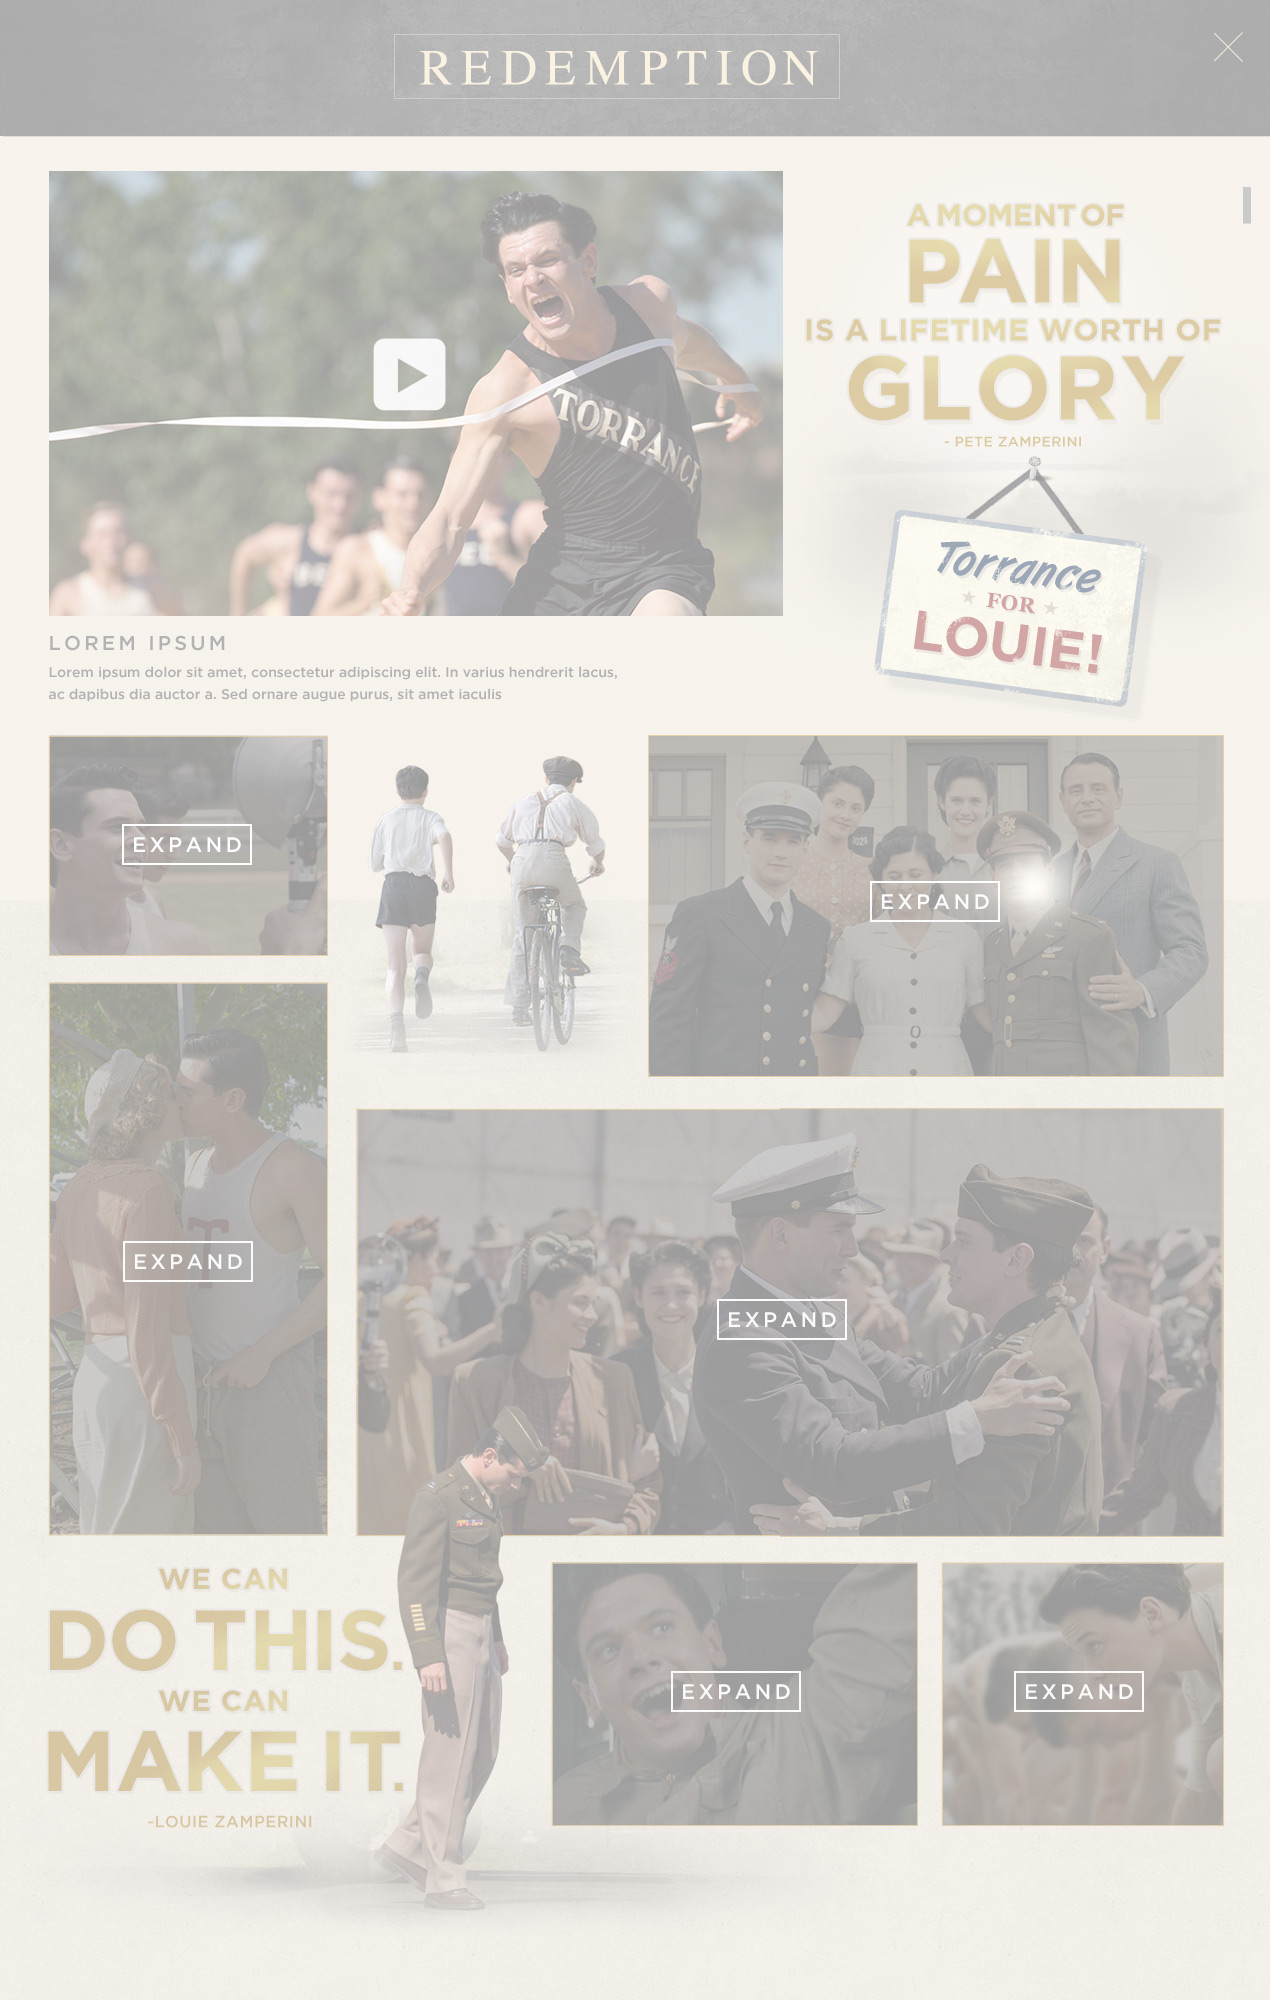 REDEMPTION
A MOMENT OF
PAIN
IS A LIFETIME WORTH OF
GLORY
- PETE ZAMPERINI
TORRANCE
Torrance
FOR
LOUIE!
LOREM IPSUM
Lorem ipsum dolor sit amet, consectetur adipiscing elit. In varius hendrerit lacus,
ac dapibus dia auctor a. Sed ornare augue purus, sit amet iaculis
EXPAND
EXPAND
EXPAND
T
EXPAND
WE CAN
DO THIS.
WE CAN
MAKE IT.
-LOUIE ZAMPERINI
EXPAND
EXPAND